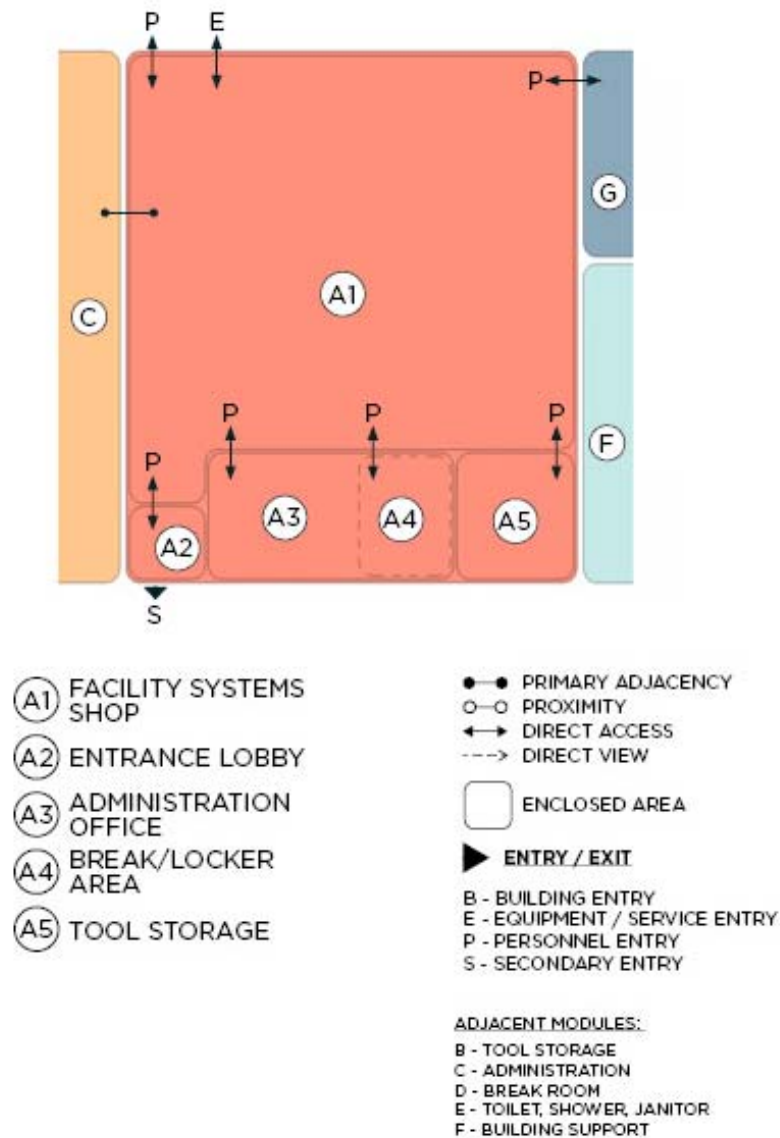 P E
P
G
C A1
F
P P P
P
A3 A4 A5
A2
S
A1 FACILITY SYSTEMS
SHOP
A2 ENTRANCE LOBBY
A3 ADMINISTRATION
OFFICE
A4 BREAK/LOCKER
AREA
A5 TOOL STORAGE
PRIMARY ADJACENCY
PROXIMITY
DIRECT ACCESS
DIRECT VIEW
ENCLOSED AREA
ENTRY / EXIT
B - BUILDING ENTRY
E - EQUIPMENT / SERVICE ENTRY
P - PERSONNEL ENTRY
S - SECONDARY ENTRY
ADJACENT MODULES:
B - TOOL STORAGE
C - ADMINISTRATION
D - BREAK ROOM
E - TOILET, SHOWER, JANITOR
F - BUILDING SUPPORT